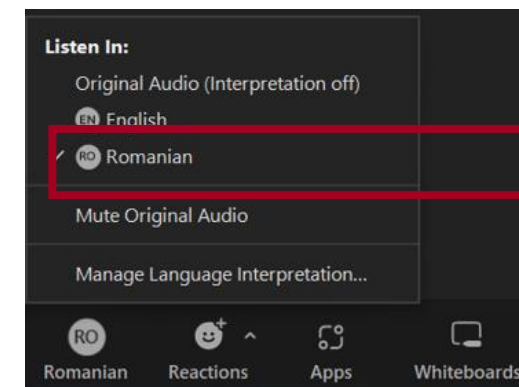 Listen In:
Original Audio (Interpretation off)
EN English
✓ RO Romanian
Mute Original Audio
Manage Language Interpretation...
RO
Romanian Reactions Apps Whiteboards